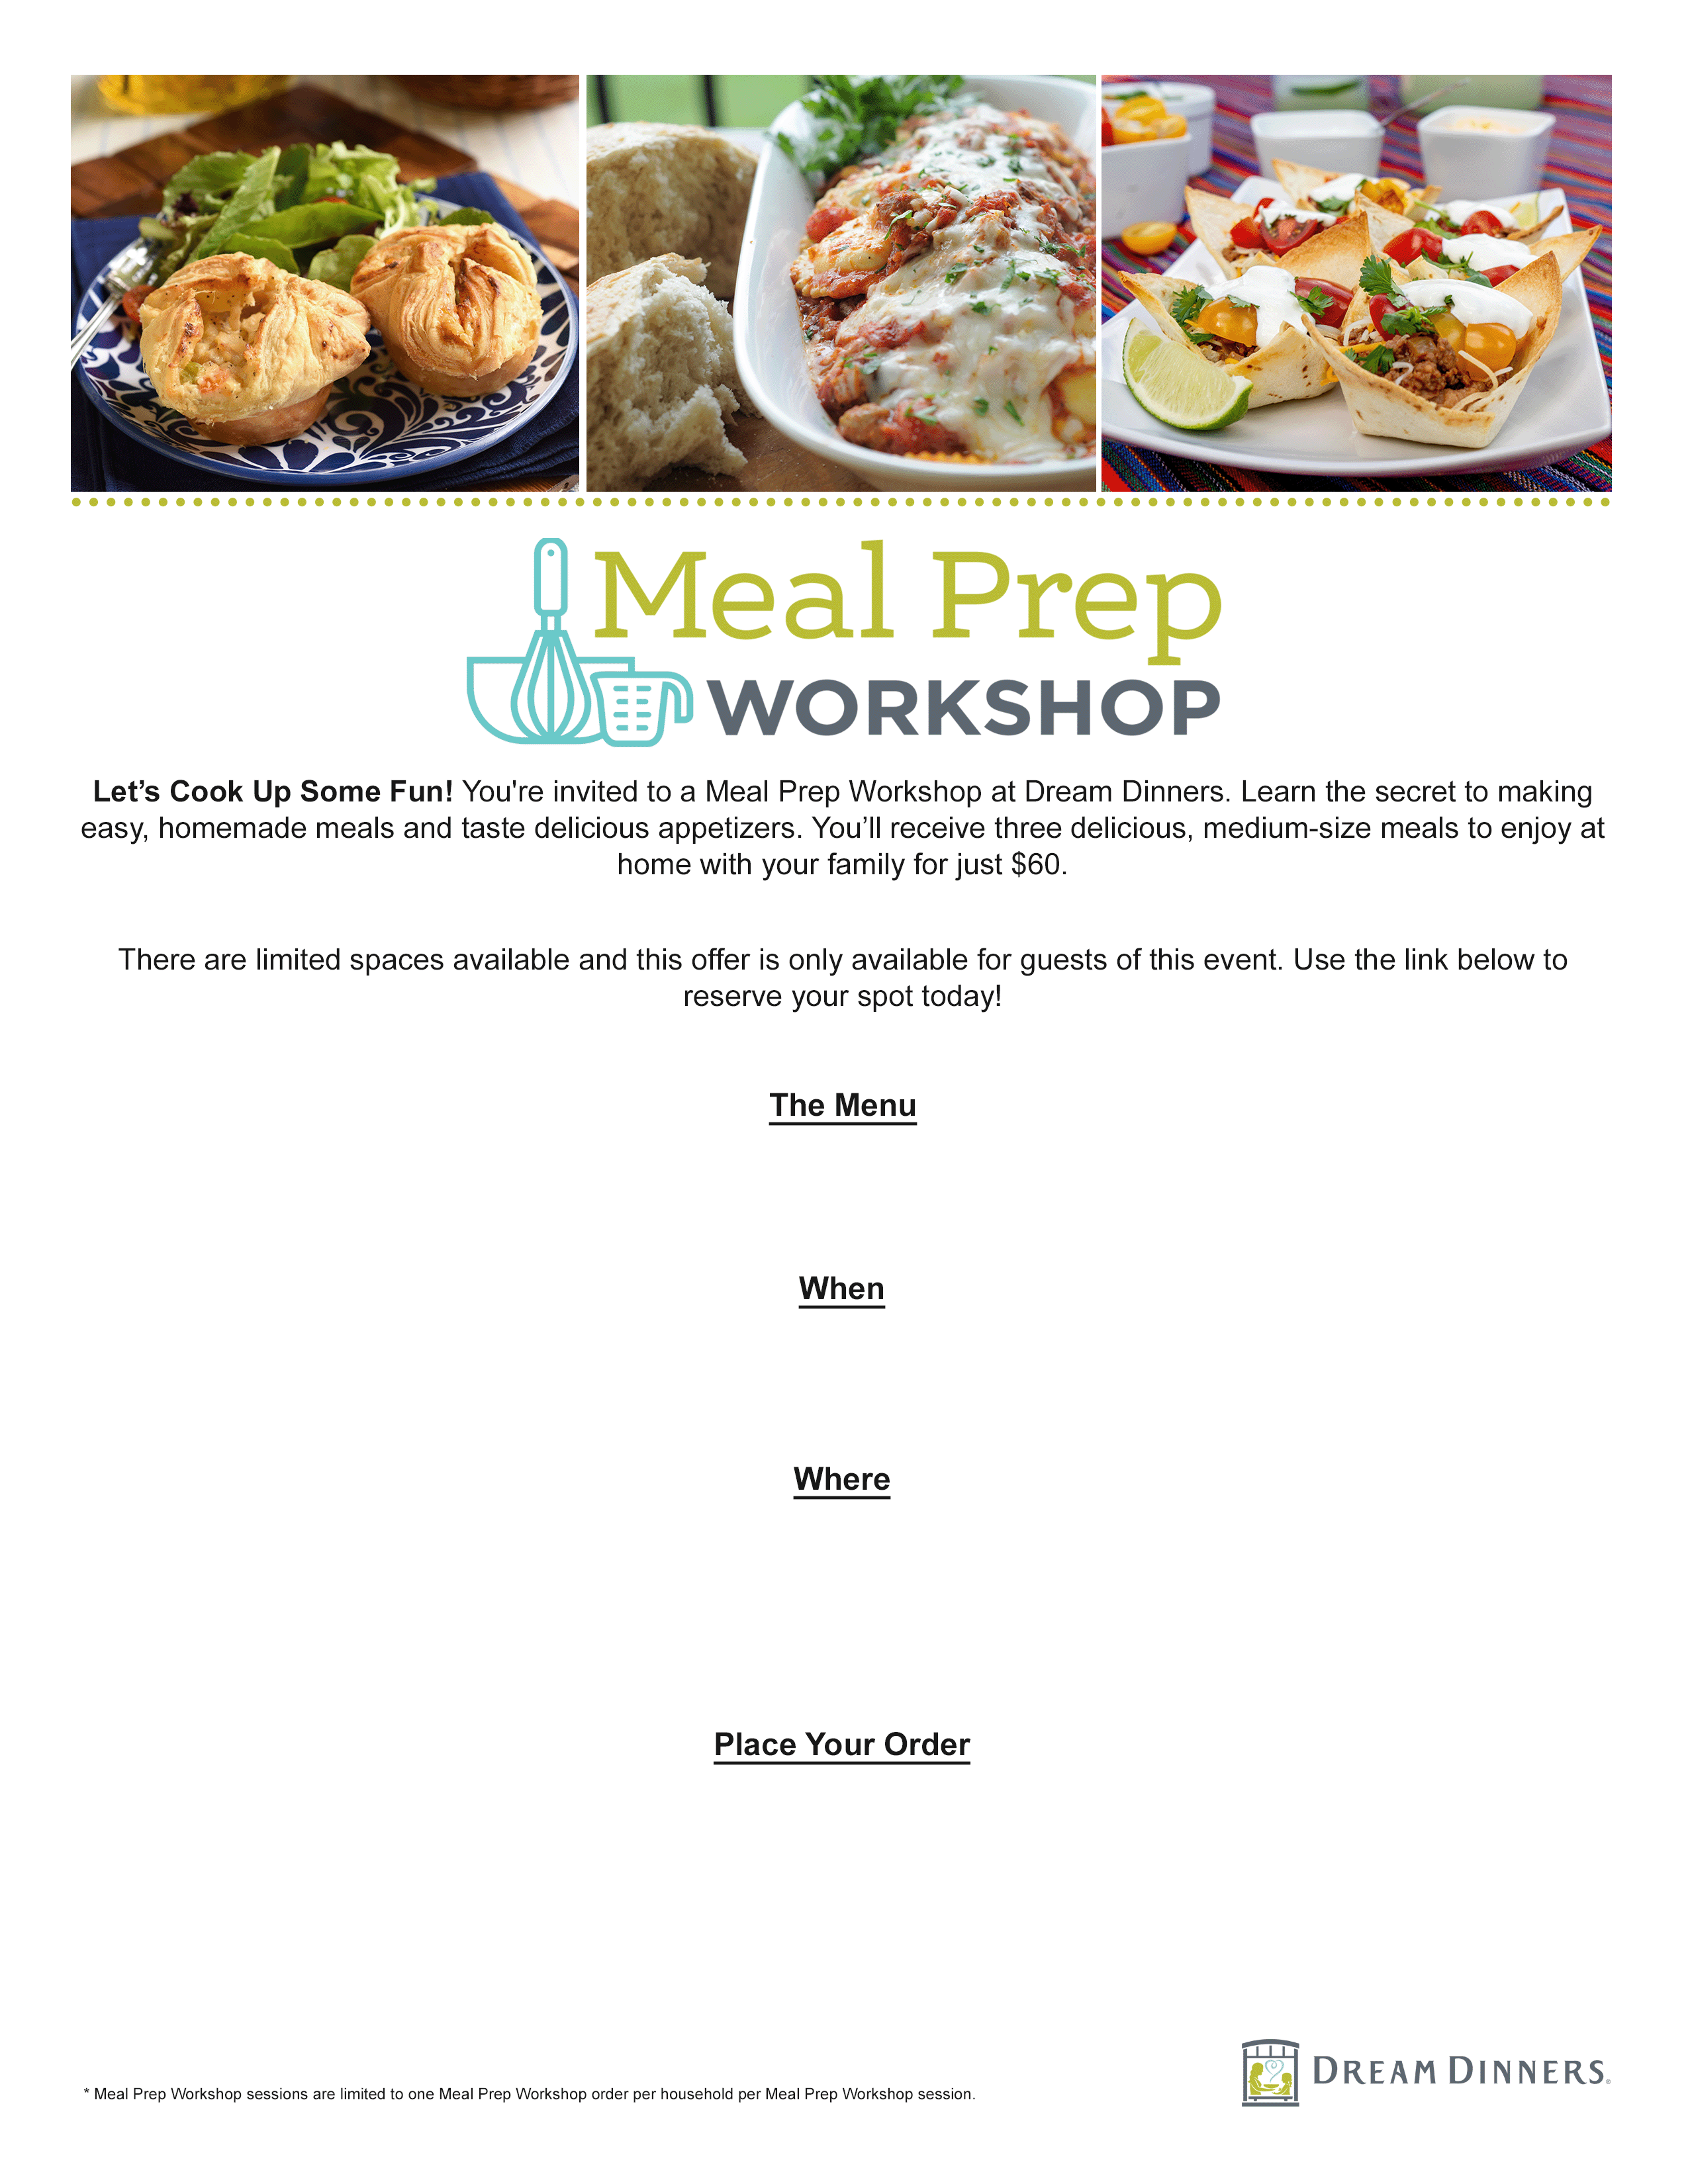 Meal Prep
WORKSHOP
Let’s Cook Up Some Fun! You're invited to a Meal Prep Workshop at Dream Dinners. Learn the secret to making
easy, homemade meals and taste delicious appetizers. You’ll receive three delicious, medium-size meals to enjoy at
home with your family for just $60.
There are limited spaces available and this offer is only available for guests of this event. Use the link below to
reserve your spot today!
The Menu
When
Where
Place Your Order
* Meal Prep Workshop sessions are limited to one Meal Prep Workshop order per household per Meal Prep Workshop session.
DREAM DINNERS®